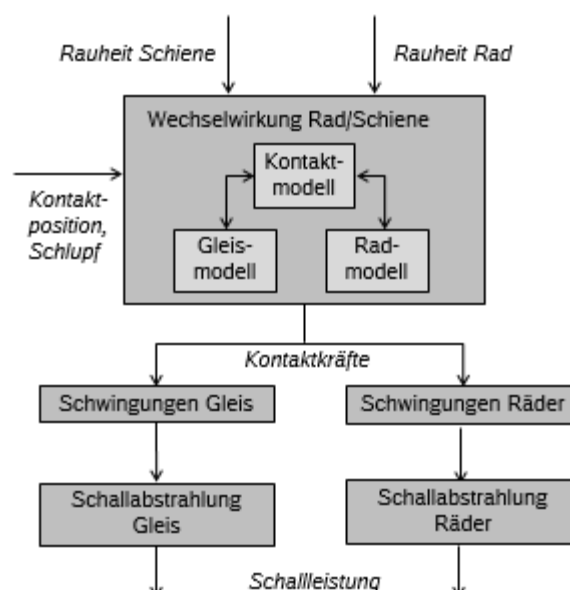 Rauheit Schiene
Rauheit Rad
Wechselwirkung Rad/Schiene
Kontakt-
modell
Kontakt-
position,
Schlupf
Gleis-
modell
Rad-
modell
Kontaktkräfte
Schwingungen Gleis
Schwingungen Räder
Schallabstrahlung
Gleis
Schallabstrahlung
Räder
Schallleistung